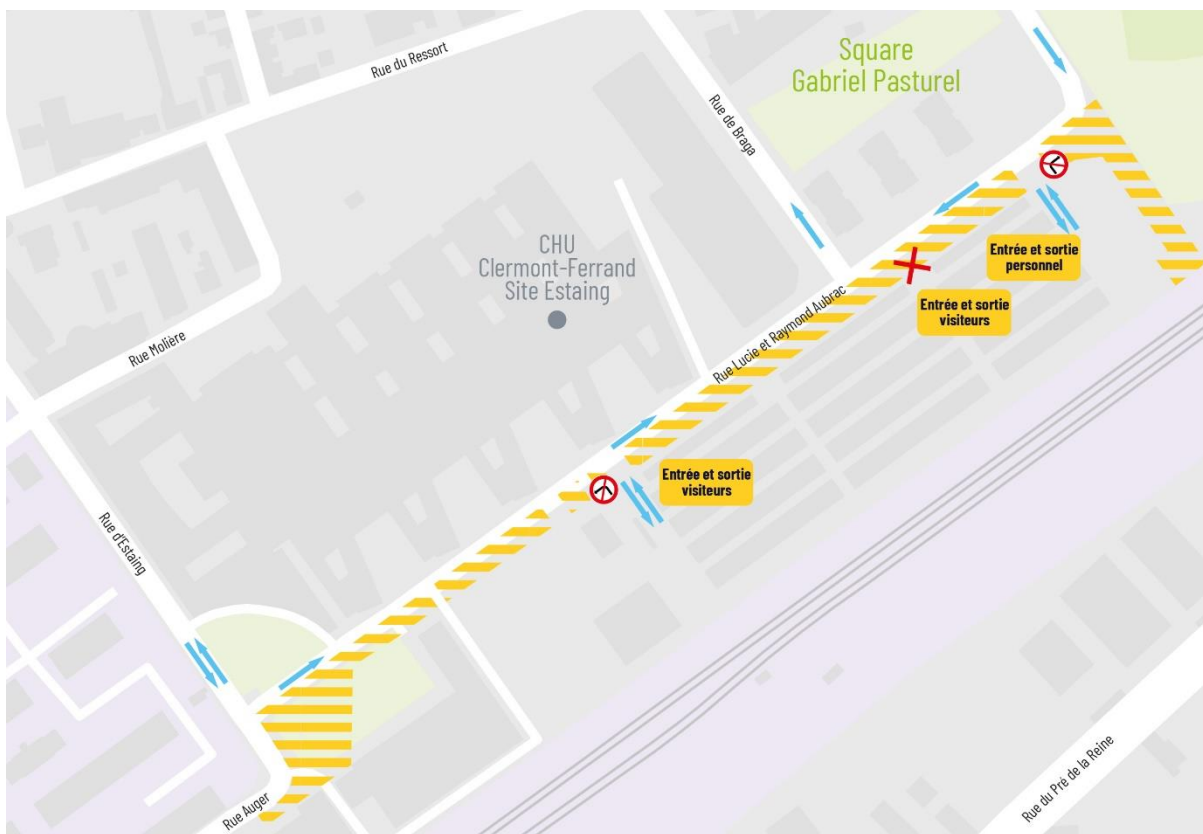 Rue du Ressort
Square
Gabriel Pasturel
Rue de Braga
CHU
Clermont-Ferrand
Site Estaing
Entrée et sortie
personnel
Entrée et sortie
visiteurs
Rue Molière
Rue Lucie et Raymond Aubrac
Entrée et sortie
visiteurs
Rue d'Estaing
Rue Auger
Rue du Pré de la Reine